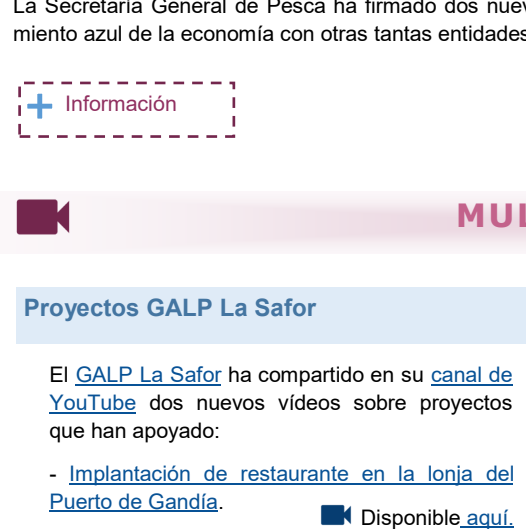 La Secretaría General de Pesca ha firmado dos
miento azul de la economía con otras tantas entidades
Información
Proyectos GALP La Safor
El GALP La Safor ha compartido en su canal de
YouTube dos nuevos vídeos sobre proyectos
que han apoyado:
- Implantación de restaurante en la lonja del
Puerto de Gandía.
Disponible aquí.